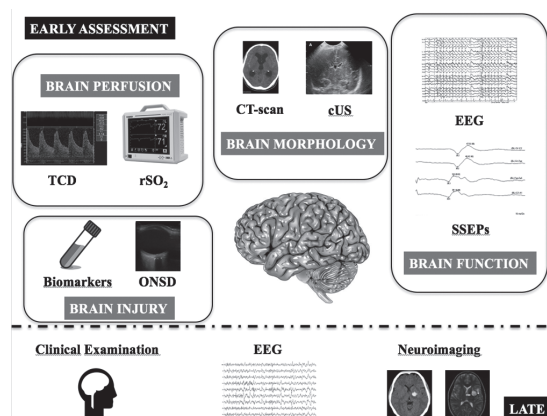 EARLY ASSESSMENT
BRAIN PERFUSION
TCD
rSO₂
CT-scan
cUS
BRAIN MORPHOLOGY
EEG
SSEPs
BRAIN FUNCTION
Biomarkers
ONSD
BRAIN INJURY
Clinical Examination
EEG
Neuroimaging
LATE